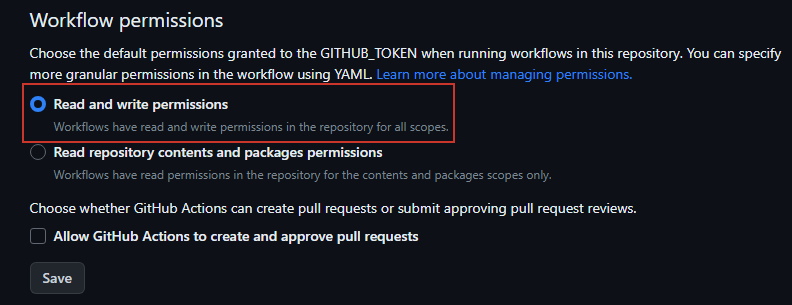 Workflow permissions
Choose the default permissions granted to the GITHUB_TOKEN when running workflows in this repository. You can specify
more granular permissions in the workflow using YAML. Learn more about managing permissions.
Read and write permissions
Workflows have read and write permissions in the repository for all scopes.
Read repository contents and packages permissions
Workflows have read permissions in the repository for the contents and packages scopes only.
Choose whether GitHub Actions can create pull requests or submit approving pull request reviews.
Allow GitHub Actions to create and approve pull requests
Save